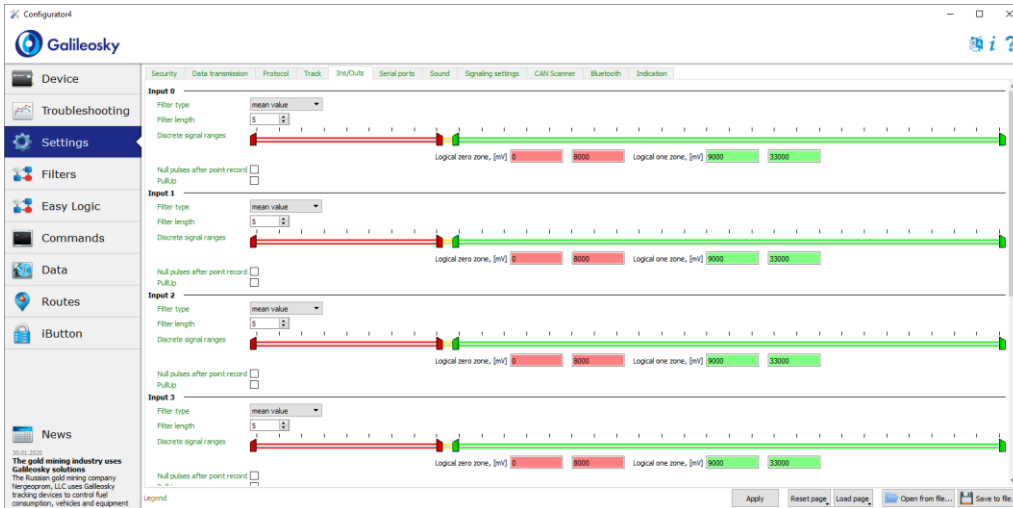 Configurator4
Galileosky
Device
Troubleshooting
Settings
Filters
Easy Logic
Commands
Data
Routes
iButton
News
30.01.2020
The gold mining industry uses
Galileosky solutions
The Russian gold mining company
Nergeoprom, LLC uses Galileosky
tracking devices to control fuel
consumption, vehicles and equipment
Security Data transmission Protocol Track Ins/Outs Serial ports Sound Signaling settings CAN Scanner Bluetooth Indication
Input 0
Filter type mean value
Filter length 5
Discrete signal ranges
Logical zero zone, [mV] 0 8000 Logical one zone, [mV] 9000 33000
Null pulses after point record
PullUp
Input 1
Filter type mean value
Filter length 5
Discrete signal ranges
Logical zero zone, [mV] 0 8000 Logical one zone, [mV] 9000 33000
Null pulses after point record
PullUp
Input 2
Filter type mean value
Filter length 5
Discrete signal ranges
Logical zero zone, [mV] 0 8000 Logical one zone, [mV] 9000 33000
Null pulses after point record
PullUp
Input 3
Filter type mean value
Filter length 5
Discrete signal ranges
Logical zero zone, [mV] 0 8000 Logical one zone, [mV] 9000 33000
Null pulses after point record
Legend
Apply Reset page Load page Open from file... Save to file.